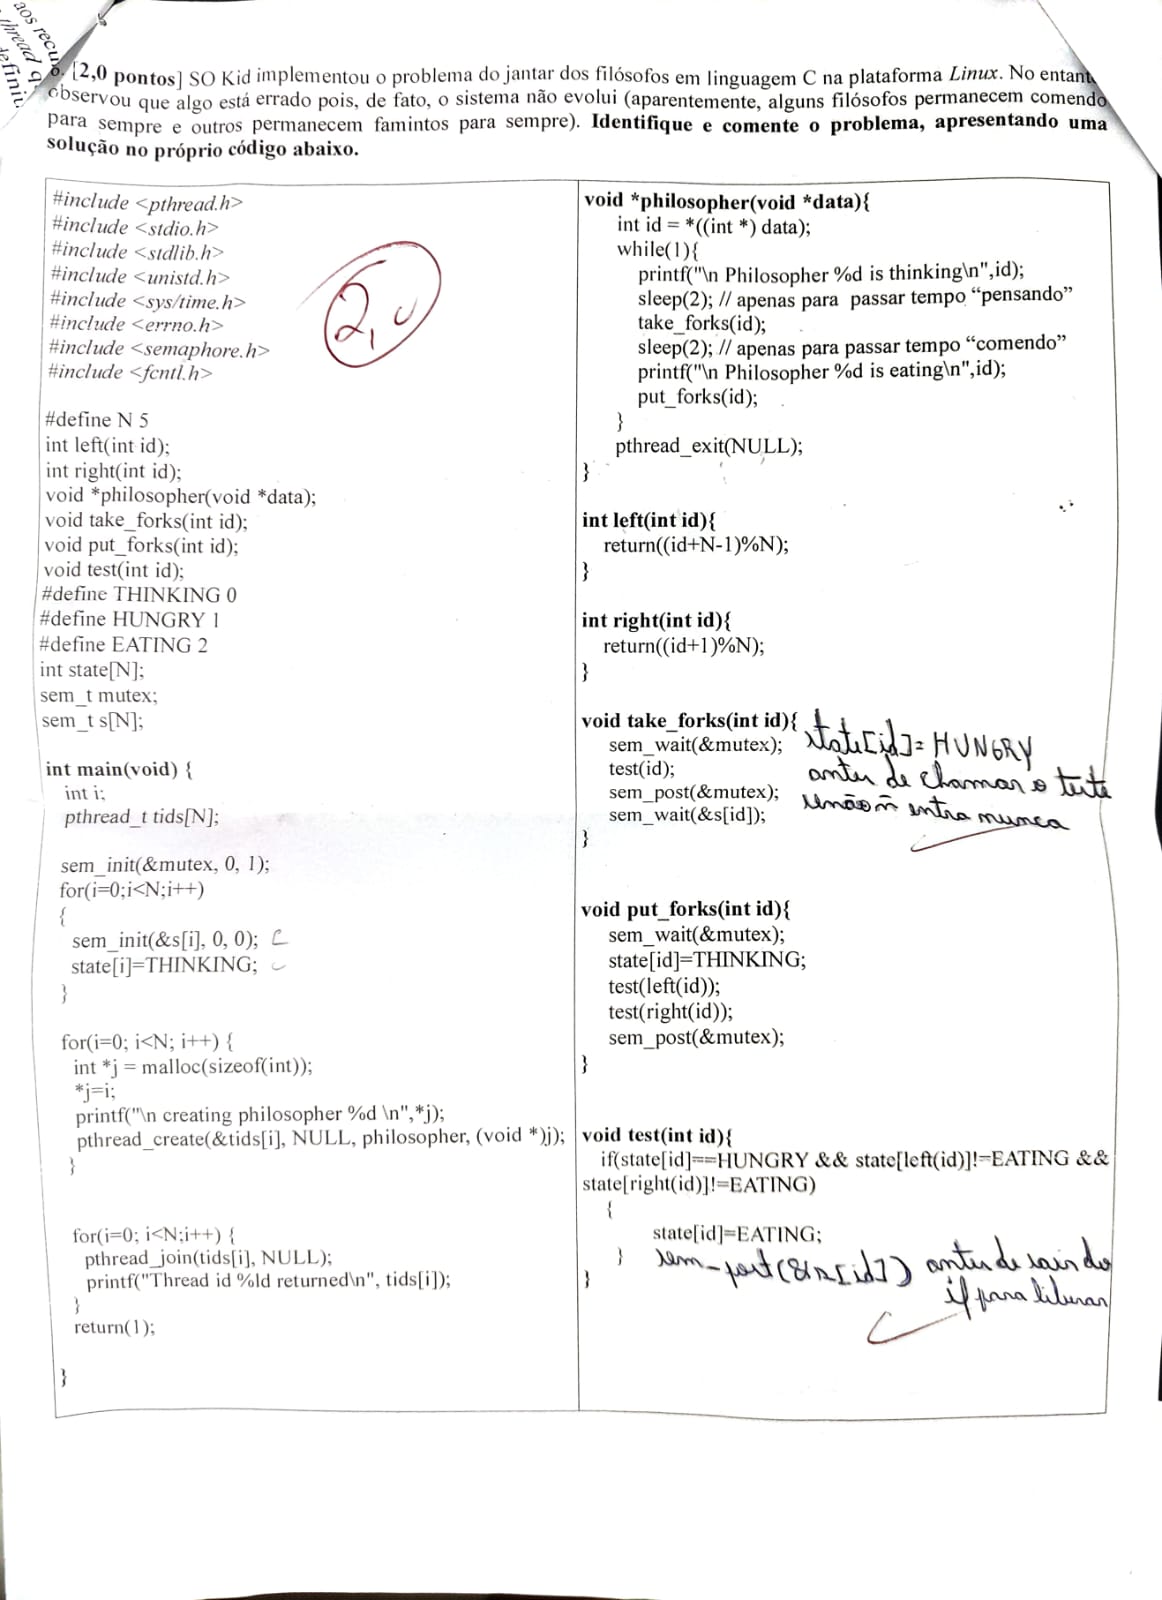 aos recu
thread q
definiu
[2,0 pontos] SO Kid implementou o problema do jantar dos filósofos em linguagem C na plataforma Linux. No entant
observou que algo está errado pois, de fato, o sistema não evolui (aparentemente, alguns filósofos permanecem comendo
para sempre e outros permanecem famintos para sempre). Identifique e comente o problema, apresentando uma
solução no próprio código abaixo.
#include <pthread.h>
#include <stdio.h>
#include <stdlib.h>
#include <unistd.h>
#include <sys/time.h>
#include <errno.h>
#include <semaphore.h>
#include <fcntl.h>
2,0
#define N 5
int left(int id);
int right(int id);
void *philosopher(void *data);
void take_forks(int id);
void put_forks(int id);
void test(int id);
#define THINKING 0
#define HUNGRY 1
#define EATING 2
int state[N];
sem_t mutex;
sem_t s[N];
int main(void) {
int i;
pthread_t tids[N];
sem_init(&mutex, 0, 1);
for(i=0;i<N;i++)
{
sem_init(&s[i], 0, 0);
state[i]=THINKING;
}
for(i=0; i<N; i++) {
int *j = malloc(sizeof(int));
*j=i;
printf("\n creating philosopher %d \n",*j);
pthread_create(&tids[i], NULL, philosopher, (void *)j);
}
for(i=0; i<N;i++) {
pthread_join(tids[i], NULL);
printf("Thread id %ld returned\n", tids[i]);
}
return(1);
}
void *philosopher(void *data){
int id = *((int *) data);
while(1){
printf("\n Philosopher %d is thinking\n",id);
sleep(2); // apenas para passar tempo “pensando”
take_forks(id);
sleep(2); // apenas para passar tempo “comendo”
printf("\n Philosopher %d is eating\n",id);
put_forks(id);
}
pthread_exit(NULL);
}
int left(int id){
return((id+N-1)%N);
}
int right(int id){
return((id+1)%N);
}
void take_forks(int id){
sem_wait(&mutex);
test(id);
sem_post(&mutex);
sem_wait(&s[id]);
}
state[id]= HUNGRY
antes de chamar o teste
senão ñ entra nunca
void put_forks(int id){
sem_wait(&mutex);
state[id]=THINKING;
test(left(id));
test(right(id));
sem_post(&mutex);
}
void test(int id){
if(state[id]==HUNGRY && state[left(id)]!=EATING &&
state[right(id)]!=EATING)
{
state[id]=EATING;
}
}
sem_post(&s[id]) antes de sair do
if para liberar